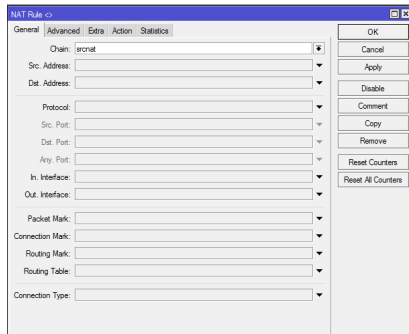 NAT Rule <>
General Advanced Extra Action Statistics
Chain: srcnat
Src. Address:
Dst. Address:
Protocol:
Src. Port:
Dst. Port:
Any. Port:
In. Interface:
Out. Interface:
Packet Mark:
Connection Mark:
Routing Mark:
Routing Table:
Connection Type:
OK
Cancel
Apply
Disable
Comment
Copy
Remove
Reset Counters
Reset All Counters